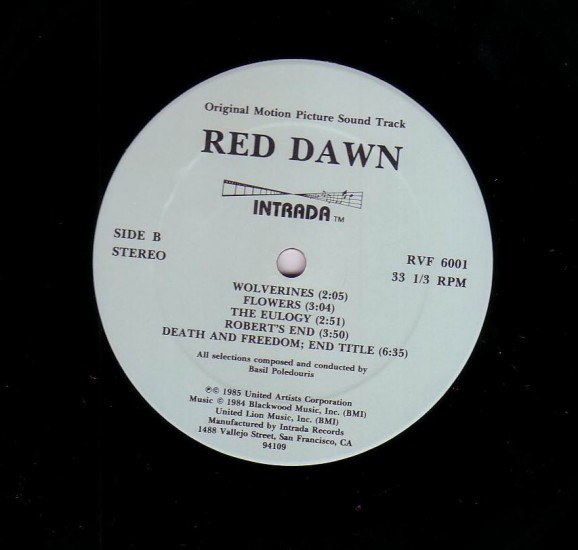 Original Motion Picture Sound Track
RED DAWN
INTRADA TM
SIDE B
STEREO
RVF 6001
33 1/3 RPM
WOLVERINES (2:05)
FLOWERS (3:04)
THE EULOGY (2:51)
ROBERT'S END (3:50)
DEATH AND FREEDOM; END TITLE (6:35)
All selections composed and conducted by
Basil Poledouris
℗© 1985 United Artists Corporation
Music © 1984 Blackwood Music, Inc. (BMI)
United Lion Music, Inc. (BMI)
Manufactured by Intrada Records
1488 Vallejo Street, San Francisco, CA
94109